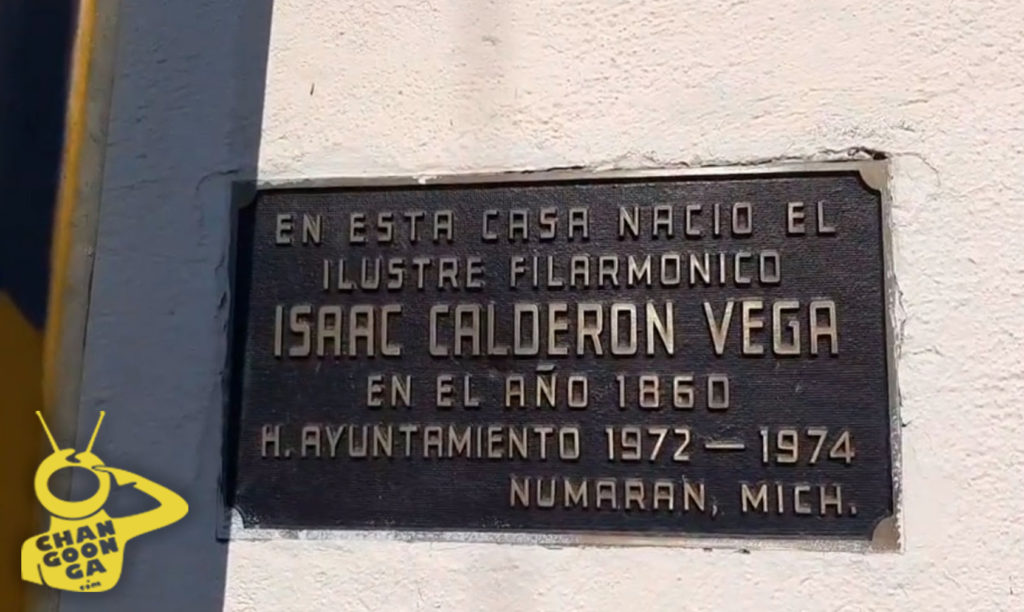 EN ESTA CASA NACIO EL
ILUSTRE FILARMONICO
ISAAC CALDERON VEGA
EN EL AÑO 1860
H. AYUNTAMIENTO 1972 — 1974
NUMARAN, MICH.
CHAN
GOON
GA
.com